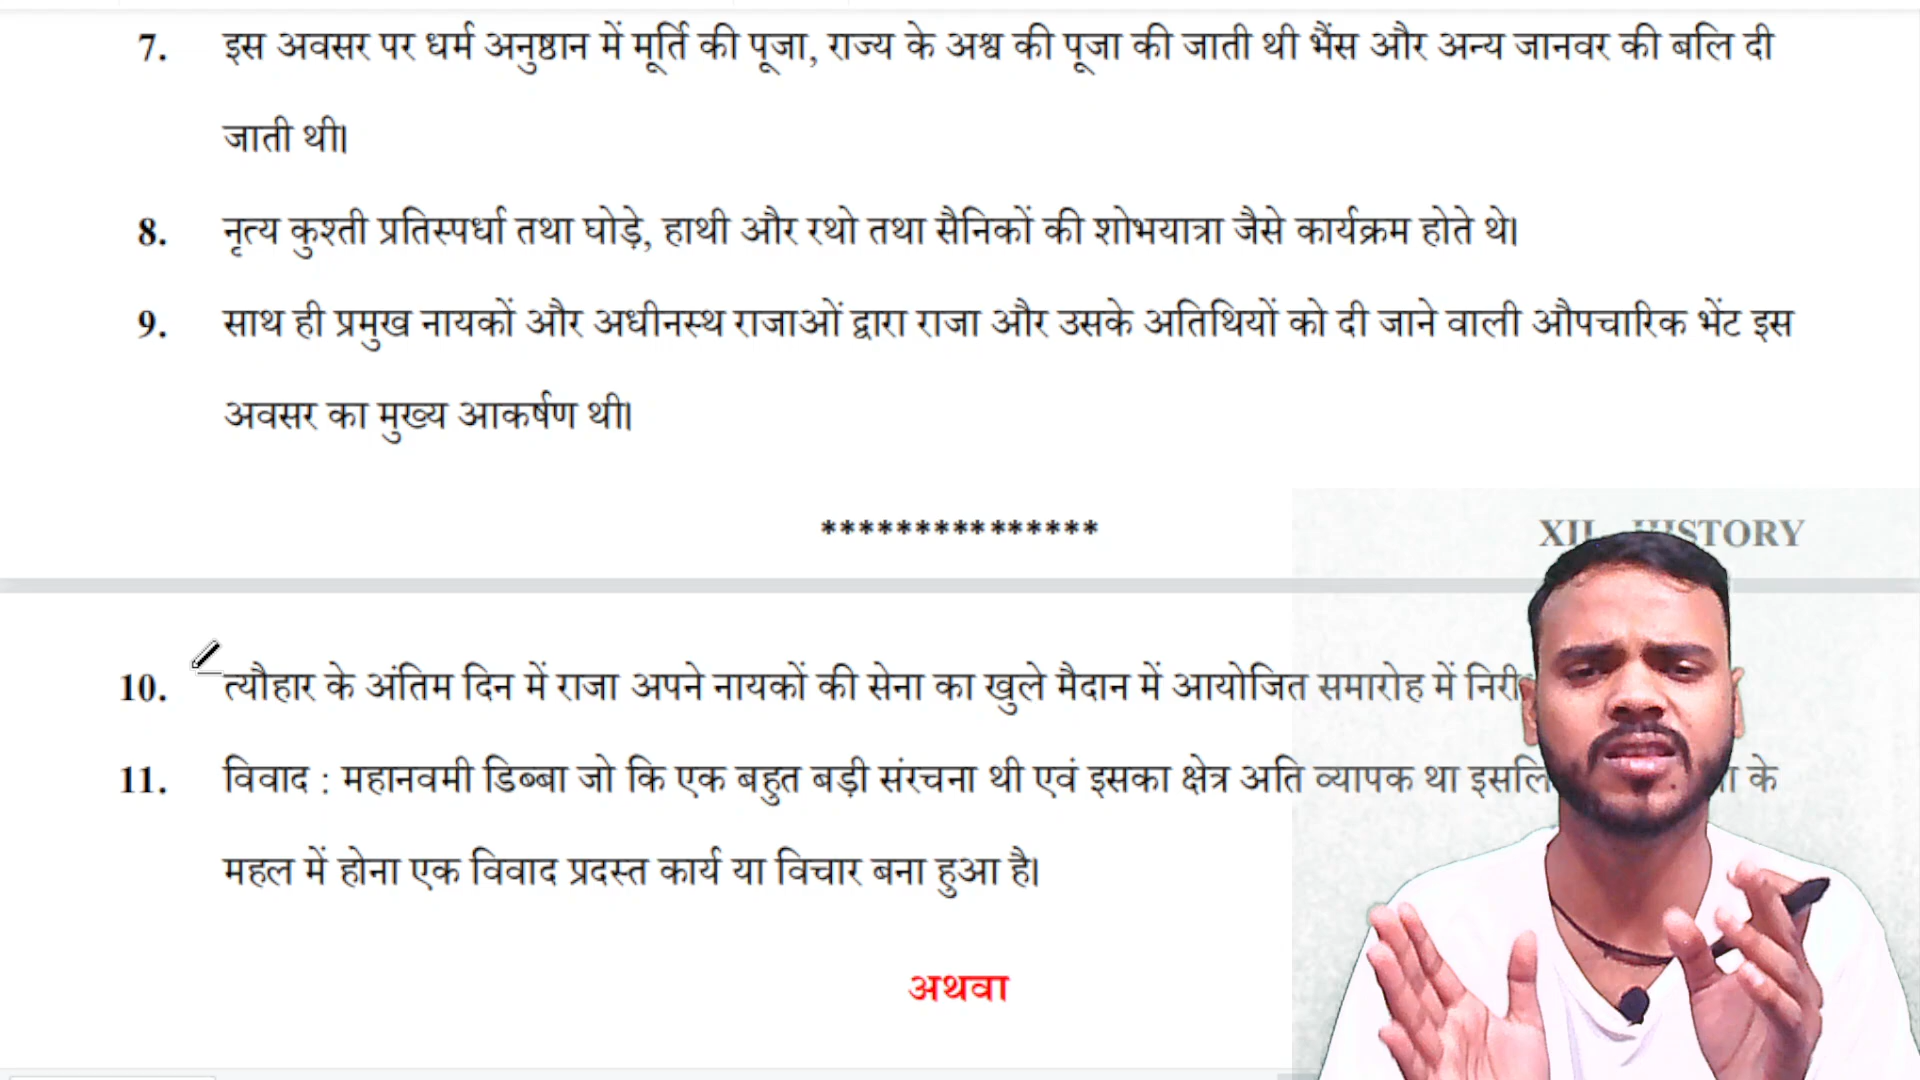 7. इस अवसर पर धर्म अनुष्ठान में मूर्ति की पूजा, राज्य के अश्व की पूजा की जाती थी भैंस और अन्य जानवर की बलि दी
जाती थी।
8. नृत्य कुश्ती प्रतिस्पर्धा तथा घोड़े, हाथी और रथो तथा सैनिकों की शोभयात्रा जैसे कार्यक्रम होते थे।
9. साथ ही प्रमुख नायकों और अधीनस्थ राजाओं द्वारा राजा और उसके अतिथियों को दी जाने वाली औपचारिक भेंट इस
अवसर का मुख्य आकर्षण थी।
***************
HISTORY
10. त्यौहार के अंतिम दिन में राजा अपने नायकों की सेना का खुले मैदान में आयोजित समारोह में
11. विवाद : महानवमी डिब्बा जो कि एक बहुत बड़ी संरचना थी एवं इसका क्षेत्र अति व्यापक था के
महल में होना एक विवाद प्रदस्त कार्य या विचार बना हुआ है।
अथवा